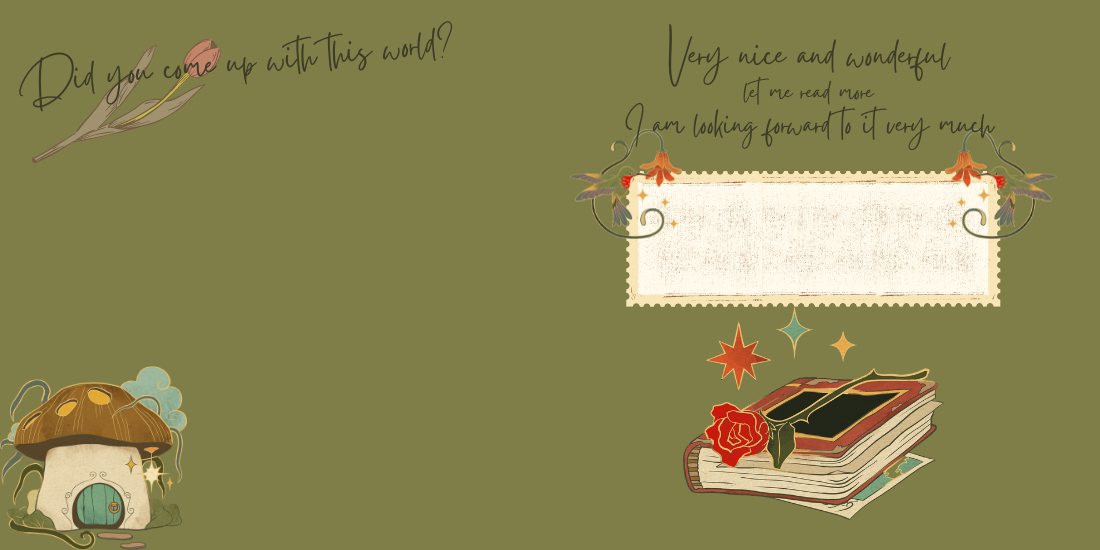 Did you come up with this world?
Very nice and wonderful
let me read more
I am looking forward to it very much